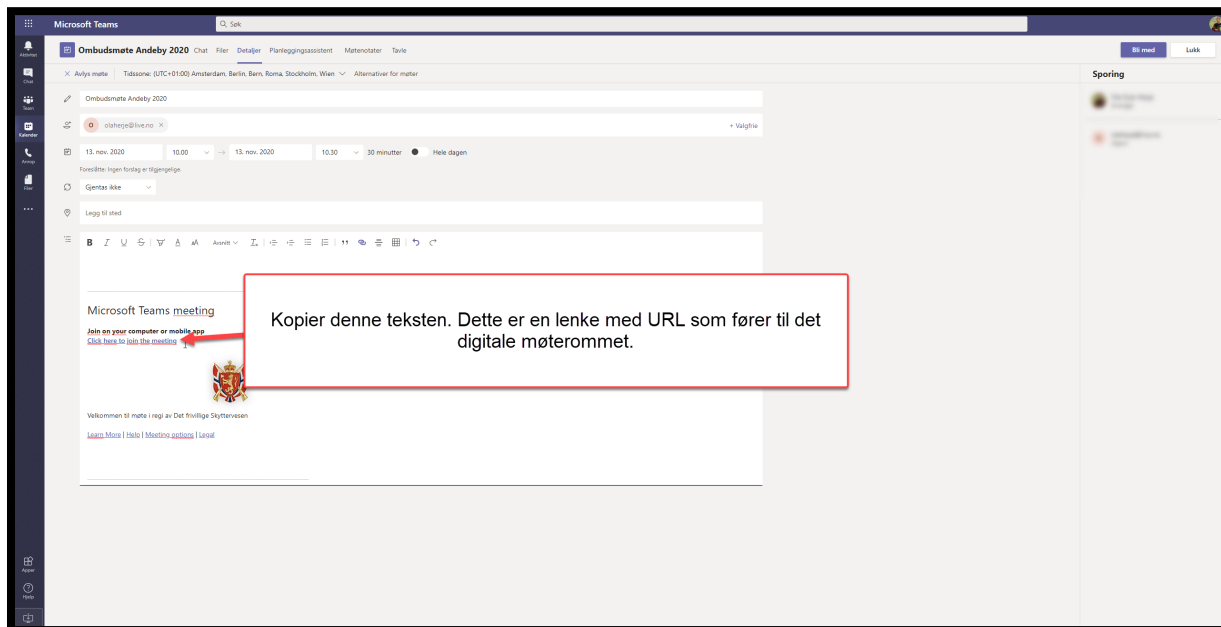 Microsoft Teams
Søk
Aktivitet
Chat
Team
Kalender
Anrop
Filer
Ombudsmøte Andeby 2020 Chat Filer Detaljer Planleggingsassistent Møtenotater Tavle
Bli med Lukk
Avlys møte Tidssone: (UTC+01:00) Amsterdam, Berlin, Bern, Roma, Stockholm, Wien Alternativer for møter
Sporing
Ombudsmøte Andeby 2020
O olaherje@live.no
+ Valgfrie
13. nov. 2020 10.00 → 13. nov. 2020 10.30 30 minutter Hele dagen
Foreslåtte: Ingen forslag er tilgjengelige.
Gjentas ikke
Legg til sted
B I U S A AA Avsnitt
Microsoft Teams meeting
Join on your computer or mobile app
Click here to join the meeting
Kopier denne teksten. Dette er en lenke med URL som fører til det
digitale møterommet.
Velkommen til møte i regi av Det frivillige Skyttervesen
Learn More | Help | Meeting options | Legal
Apper
Hjelp